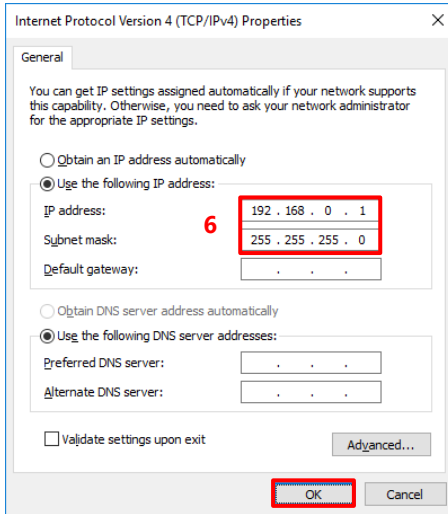 Internet Protocol Version 4 (TCP/IPv4) Properties
General
You can get IP settings assigned automatically if your network supports
this capability. Otherwise, you need to ask your network administrator
for the appropriate IP settings.
Obtain an IP address automatically
Use the following IP address:
IP address: 192 . 168 . 0 . 1
6
Subnet mask: 255 . 255 . 255 . 0
Default gateway: . . .
Obtain DNS server address automatically
Use the following DNS server addresses:
Preferred DNS server: . . .
Alternate DNS server: . . .
Validate settings upon exit
Advanced...
OK Cancel